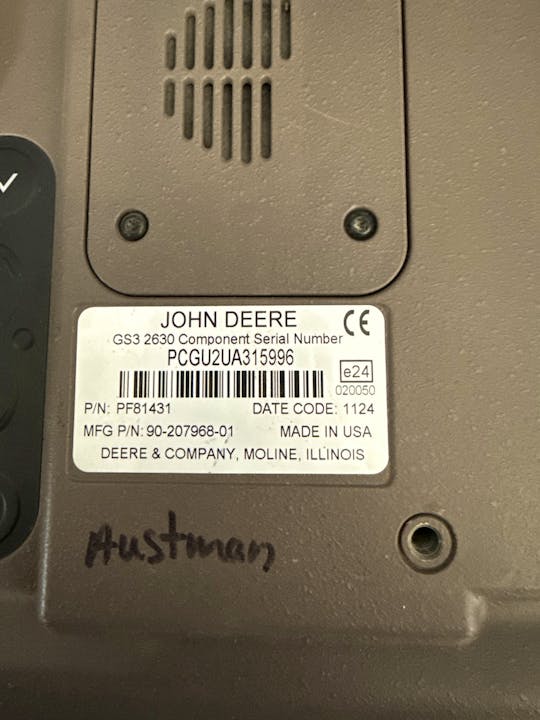 JOHN DEERE
CE
GS3 2630 Component Serial Number
PCGU2UA315996
e24
020050
P/N: PF81431 DATE CODE: 1124
MFG P/N: 90-207968-01 MADE IN USA
DEERE & COMPANY, MOLINE, ILLINOIS
Austman